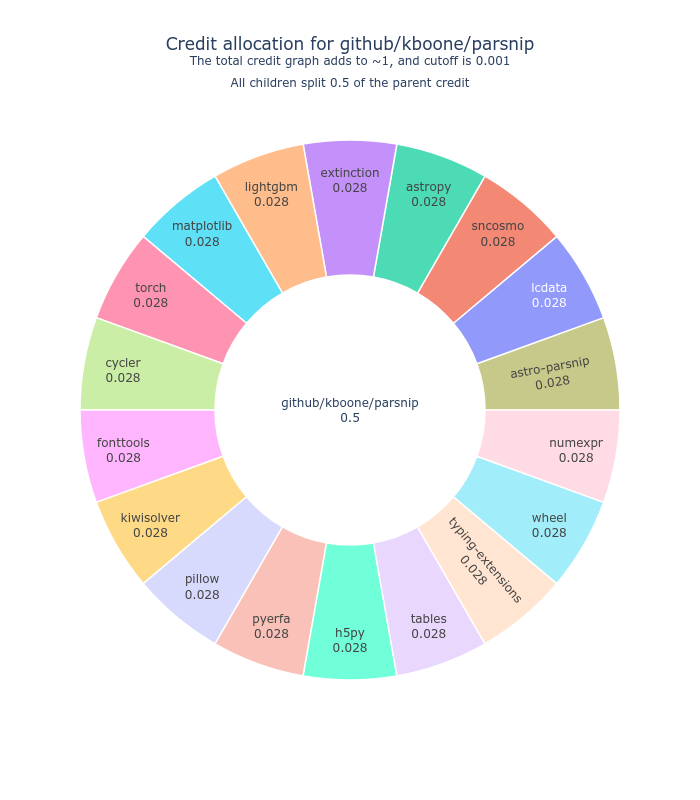 Credit allocation for github/kboone/parsnip
The total credit graph adds to ~1, and cutoff is 0.001
All children split 0.5 of the parent credit
extinction
0.028
astropy
0.028
sncosmo
0.028
lcdata
0.028
astro-parsnip
0.028
numexpr
0.028
wheel
0.028
typing-extensions
0.028
tables
0.028
h5py
0.028
pyerfa
0.028
pillow
0.028
kiwisolver
0.028
fonttools
0.028
cycler
0.028
torch
0.028
matplotlib
0.028
lightgbm
0.028
github/kboone/parsnip
0.5